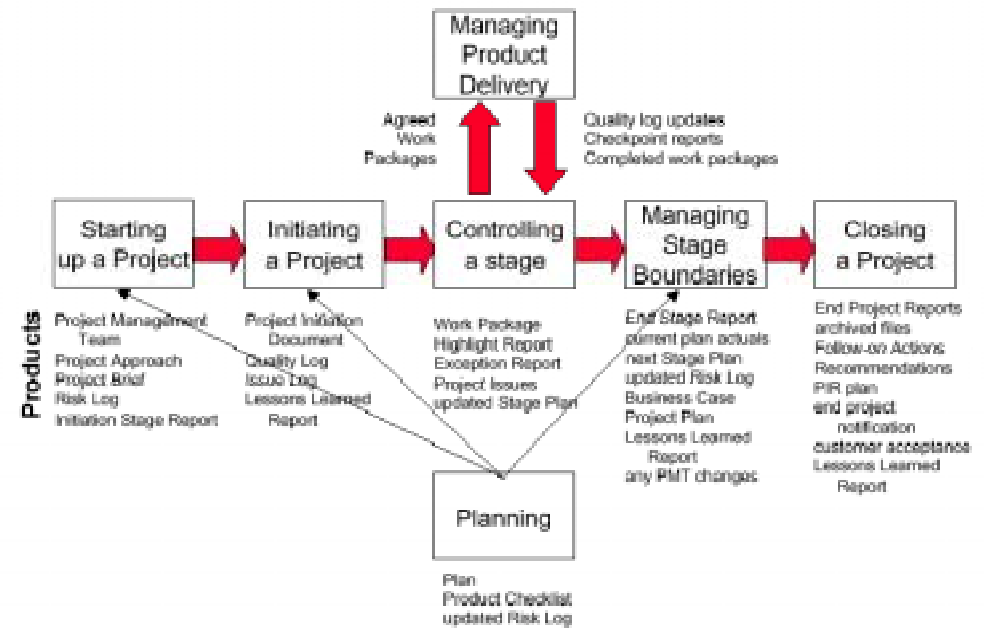 Managing
Product
Delivery
Agreed
Work
Packages
Quality log updates
Checkpoint reports
Completed work packages
Starting
up a Project
Initiating
a Project
Controlling
a stage
Managing
Stage
Boundaries
Closing
a Project
Products
Project Management
Team
Project Approach
Project Brief
Risk Log
Initiation Stage Report
Project Initiation
Document
Quality Log
Issue Log
Lessons Learned
Report
Work Package
Highlight Report
Exception Report
Project Issues
updated Stage Plan
End Stage Report
current plan actuals
next Stage Plan
updated Risk Log
Business Case
Project Plan
Lessons Learned
Report
any PMT changes
End Project Reports
archived files
Follow-on Actions
Recommendations
PIR plan
end project
notification
customer acceptance
Lessons Learned
Report
Planning
Plan
Product Checklist
updated Risk Log